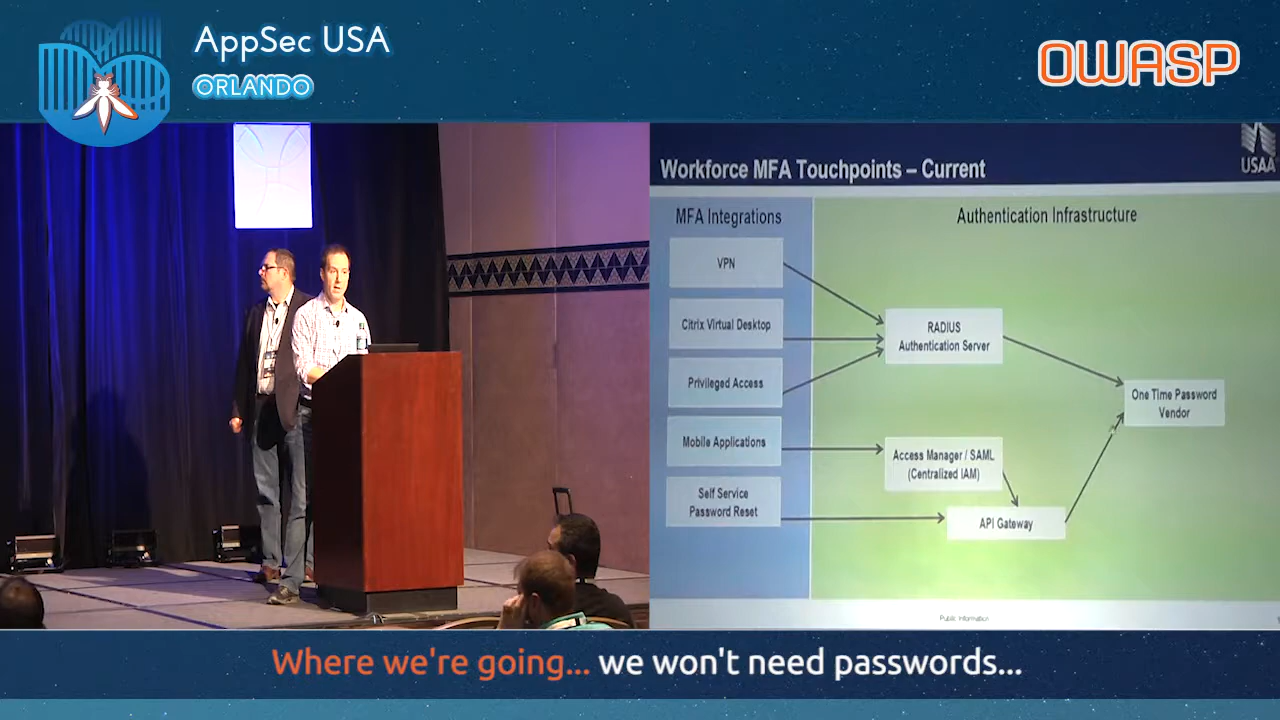 AppSec USA
ORLANDO
OWASP
Workforce MFA Touchpoints – Current
USAA
MFA Integrations
Authentication Infrastructure
VPN
Citrix Virtual Desktop
Privileged Access
Mobile Applications
Self Service
Password Reset
RADIUS
Authentication Server
Access Manager / SAML
(Centralized IAM)
API Gateway
One Time Password
Vendor
Public Information
Where we're going... we won't need passwords...